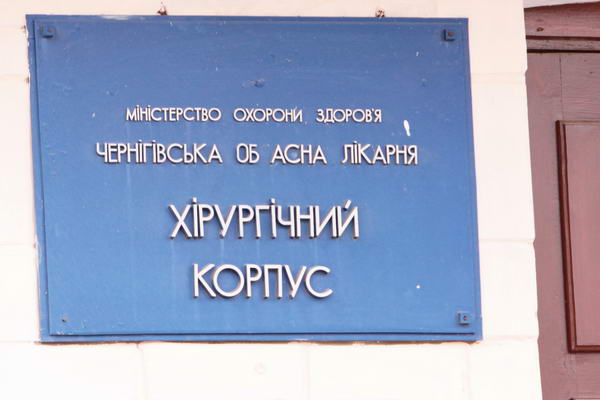 МІНІСТЕРСТВО ОХОРОНИ ЗДОРОВ'Я
ЧЕРНІГІВСЬКА ОБ АСНА ЛІКАРНЯ
ХІРУРГІЧНИЙ
КОРПУС